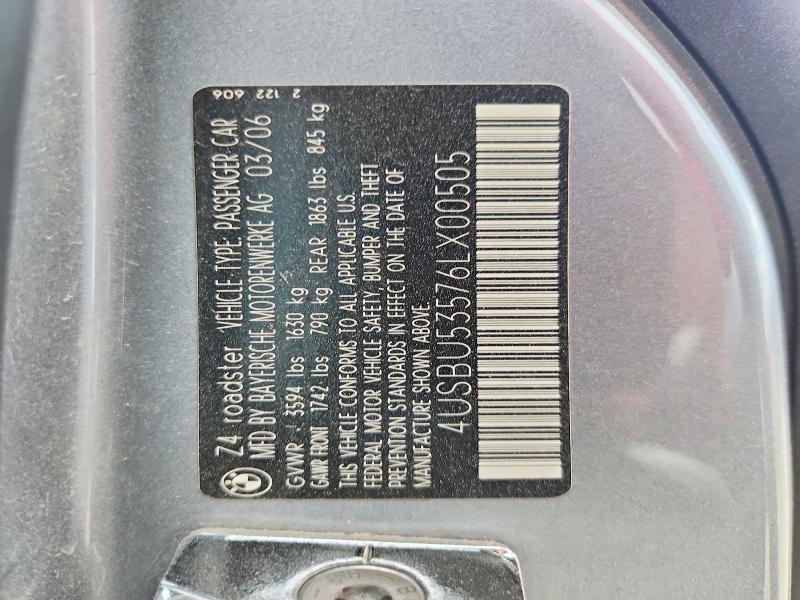 Z4 roadster VEHICLE TYPE: PASSENGER CAR
MFD BY BAYERISCHE MOTORENWERKE AG 03/06
GVWR 3594 lbs 1630 kg
GAWR FRONT 1742 lbs 790 kg REAR 1863 lbs 845 kg
THIS VEHICLE CONFORMS TO ALL APPLICABLE U.S.
FEDERAL MOTOR VEHICLE SAFETY, BUMPER AND THEFT
PREVENTION STANDARDS IN EFFECT ON THE DATE OF
MANUFACTURE SHOWN ABOVE.
4USBU53576LX00505
2 122 606